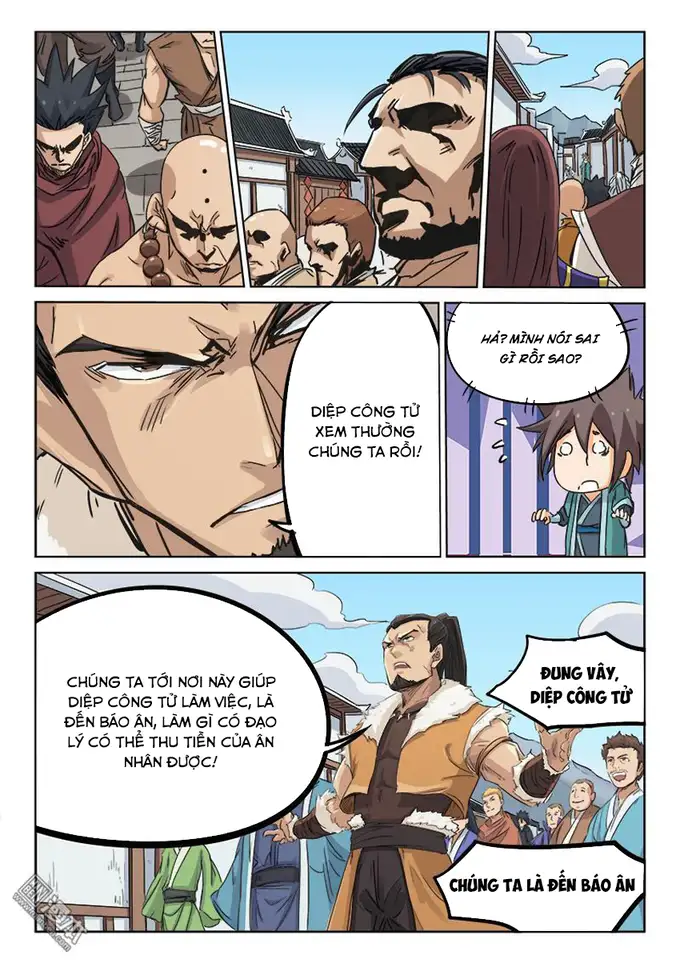 HẢ? MÌNH NÓI SAI
GÌ RỒI SAO?
DIỆP CÔNG TỬ
XEM THƯỜNG
CHÚNG TA RỒI!
CHÚNG TA TỚI NƠI NÀY GIÚP
DIỆP CÔNG TỬ LÀM VIỆC, LÀ
ĐẾN BÁO ÂN, LÀM GÌ CÓ ĐẠO
LÝ CÓ THỂ THU TIỀN CỦA ÂN
NHÂN ĐƯỢC!
ĐUNG VÂY,
DIỆP CÔNG TỬ
CHÚNG TA LÀ ĐẾN BÁO ÂN